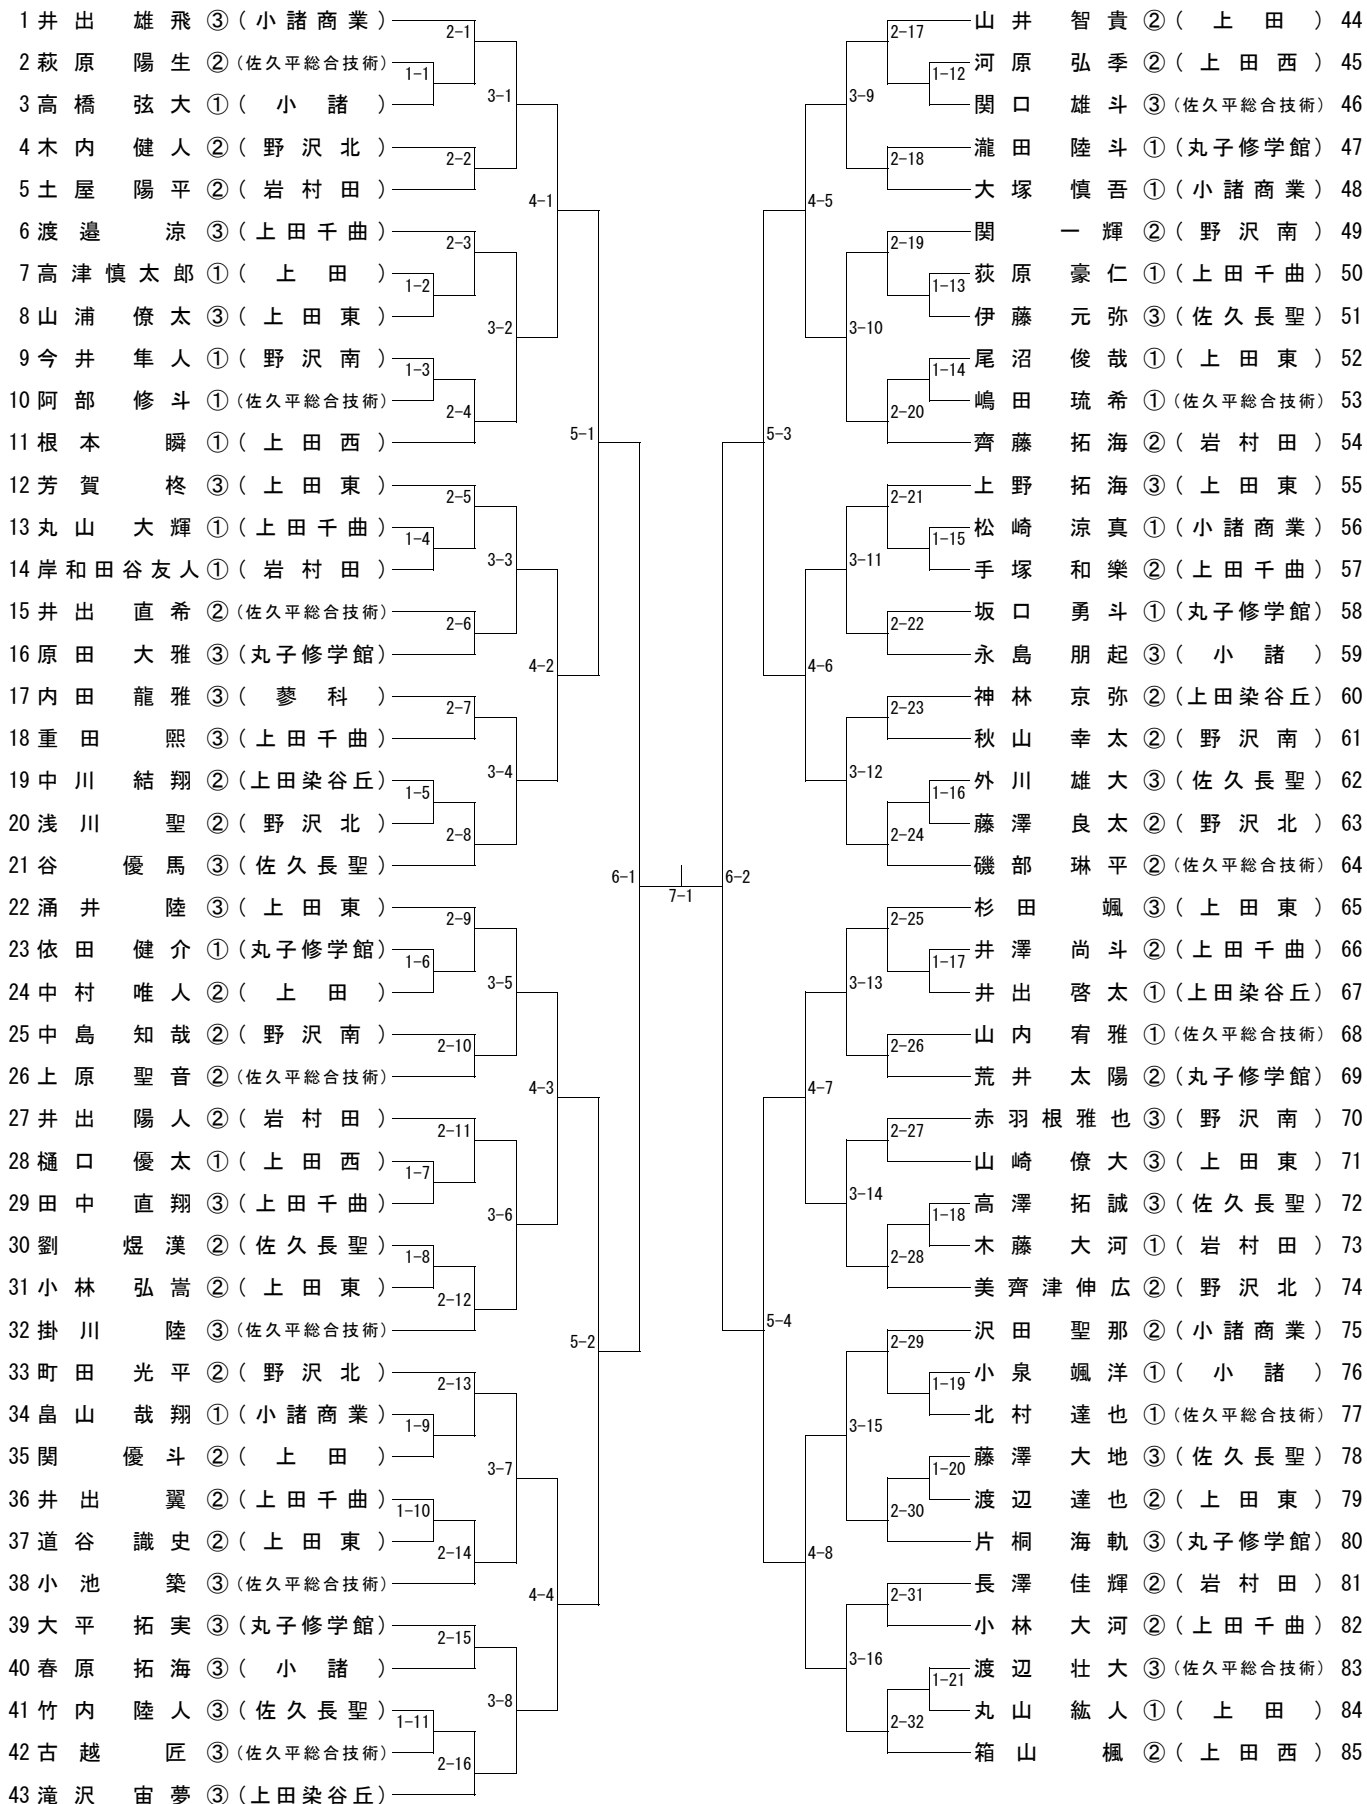 1 井出 雄飛 ③ (小諸商業)
2 萩原 陽生 ② (佐久平総合技術)
3 高橋 弦大 ① (小諸)
4 木内 健人 ② (野沢北)
5 土屋 陽平 ② (岩村田)
6 渡邉 涼 ③ (上田千曲)
7 高津慎太郎 ① (上田)
8 山浦 僚太 ③ (上田東)
9 今井 隼人 ① (野沢南)
10 阿部 修斗 ① (佐久平総合技術)
11 根本 瞬 ① (上田西)
12 芳賀 柊 ③ (上田東)
13 丸山 大輝 ① (上田千曲)
14 岸和田谷友人 ① (岩村田)
15 井出 直希 ② (佐久平総合技術)
16 原田 大雅 ③ (丸子修学館)
17 内田 龍雅 ③ (蓼科)
18 重田 煕 ③ (上田千曲)
19 中川 結翔 ② (上田染谷丘)
20 浅川 聖 ② (野沢北)
21 谷 優馬 ③ (佐久長聖)
22 涌井 陸 ③ (上田東)
23 依田 健介 ① (丸子修学館)
24 中村 唯人 ② (上田)
25 中島 知哉 ② (野沢南)
26 上原 聖音 ② (佐久平総合技術)
27 井出 陽人 ② (岩村田)
28 樋口 優太 ① (上田西)
29 田中 直翔 ③ (上田千曲)
30 劉 煜漢 ② (佐久長聖)
31 小林 弘嵩 ② (上田東)
32 掛川 陸 ③ (佐久平総合技術)
33 町田 光平 ② (野沢北)
34 畠山 哉翔 ① (小諸商業)
35 関 優斗 ② (上田)
36 井出 翼 ② (上田千曲)
37 道谷 識史 ② (上田東)
38 小池 築 ③ (佐久平総合技術)
39 大平 拓実 ③ (丸子修学館)
40 春原 拓海 ③ (小諸)
41 竹内 陸人 ③ (佐久長聖)
42 古越 匠 ③ (佐久平総合技術)
43 滝沢 宙夢 ③ (上田染谷丘)
1-1
1-2
1-3
1-4
1-5
1-6
1-7
1-8
1-9
1-10
1-11
2-1
2-2
2-3
2-4
2-5
2-6
2-7
2-8
2-9
2-10
2-11
2-12
2-13
2-14
2-15
2-16
3-1
3-2
3-3
3-4
3-5
3-6
3-7
3-8
4-1
4-2
4-3
4-4
5-1
5-2
6-1
7-1
6-2
5-3
5-4
4-5
4-6
4-7
4-8
3-9
3-10
3-11
3-12
3-13
3-14
3-15
3-16
2-17
2-18
2-19
2-20
2-21
2-22
2-23
2-24
2-25
2-26
2-27
2-28
2-29
2-30
2-31
2-32
1-12
1-13
1-14
1-15
1-16
1-17
1-18
1-19
1-20
1-21
山井 智貴 ② (上田) 44
河原 弘季 ② (上田西) 45
関口 雄斗 ③ (佐久平総合技術) 46
瀧田 陸斗 ① (丸子修学館) 47
大塚 慎吾 ① (小諸商業) 48
関 一輝 ② (野沢南) 49
荻原 豪仁 ① (上田千曲) 50
伊藤 元弥 ③ (佐久長聖) 51
尾沼 俊哉 ① (上田東) 52
嶋田 琉希 ① (佐久平総合技術) 53
齊藤 拓海 ② (岩村田) 54
上野 拓海 ③ (上田東) 55
松崎 涼真 ① (小諸商業) 56
手塚 和樂 ② (上田千曲) 57
坂口 勇斗 ① (丸子修学館) 58
永島 朋起 ③ (小諸) 59
神林 京弥 ② (上田染谷丘) 60
秋山 幸太 ② (野沢南) 61
外川 雄大 ③ (佐久長聖) 62
藤澤 良太 ② (野沢北) 63
磯部 琳平 ② (佐久平総合技術) 64
杉田 颯 ③ (上田東) 65
井澤 尚斗 ② (上田千曲) 66
井出 啓太 ① (上田染谷丘) 67
山内 宥雅 ① (佐久平総合技術) 68
荒井 太陽 ② (丸子修学館) 69
赤羽根雅也 ③ (野沢南) 70
山崎 僚大 ③ (上田東) 71
高澤 拓誠 ③ (佐久長聖) 72
木藤 大河 ① (岩村田) 73
美齊津伸広 ② (野沢北) 74
沢田 聖那 ② (小諸商業) 75
小泉 颯洋 ① (小諸) 76
北村 達也 ① (佐久平総合技術) 77
藤澤 大地 ③ (佐久長聖) 78
渡辺 達也 ② (上田東) 79
片桐 海軌 ③ (丸子修学館) 80
長澤 佳輝 ② (岩村田) 81
小林 大河 ② (上田千曲) 82
渡辺 壮大 ③ (佐久平総合技術) 83
丸山 紘人 ① (上田) 84
箱山 楓 ② (上田西) 85